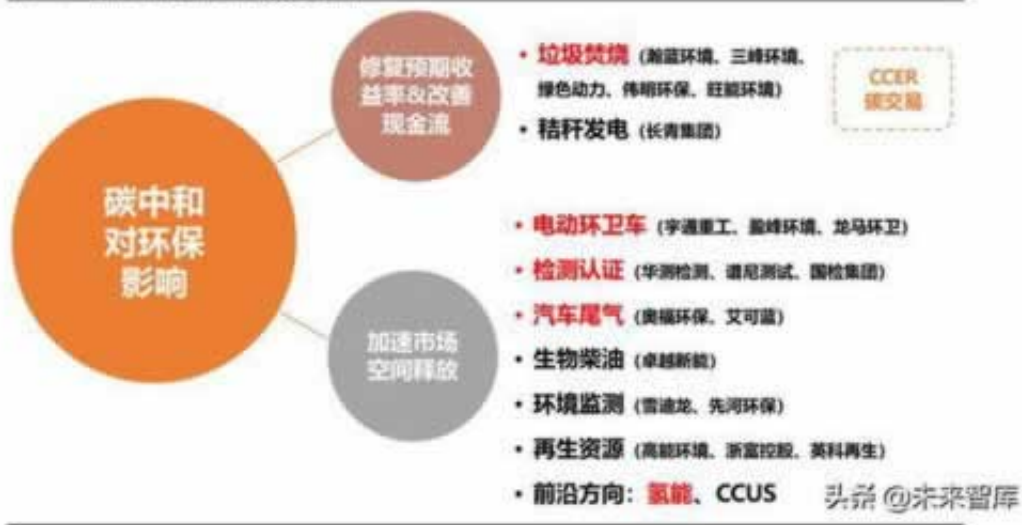 碳中和
对环保
影响
修复预期收
益率&改善
现金流
• 垃圾焚烧（瀚蓝环境、三峰环境、
绿色动力、伟明环保、旺能环境）
• 秸秆发电（长青集团）
CCER
碳交易
加速市场
空间释放
• 电动环卫车（宇通重工、盈峰环境、龙马环卫）
• 检测认证（华测检测、谱尼测试、国检集团）
• 汽车尾气（奥福环保、艾可蓝）
• 生物柴油（卓越新能）
• 环境监测（雪迪龙、先河环保）
• 再生资源（高能环境、浙富控股、英科再生）
• 前沿方向：氢能、CCUS
头条 @未来智库